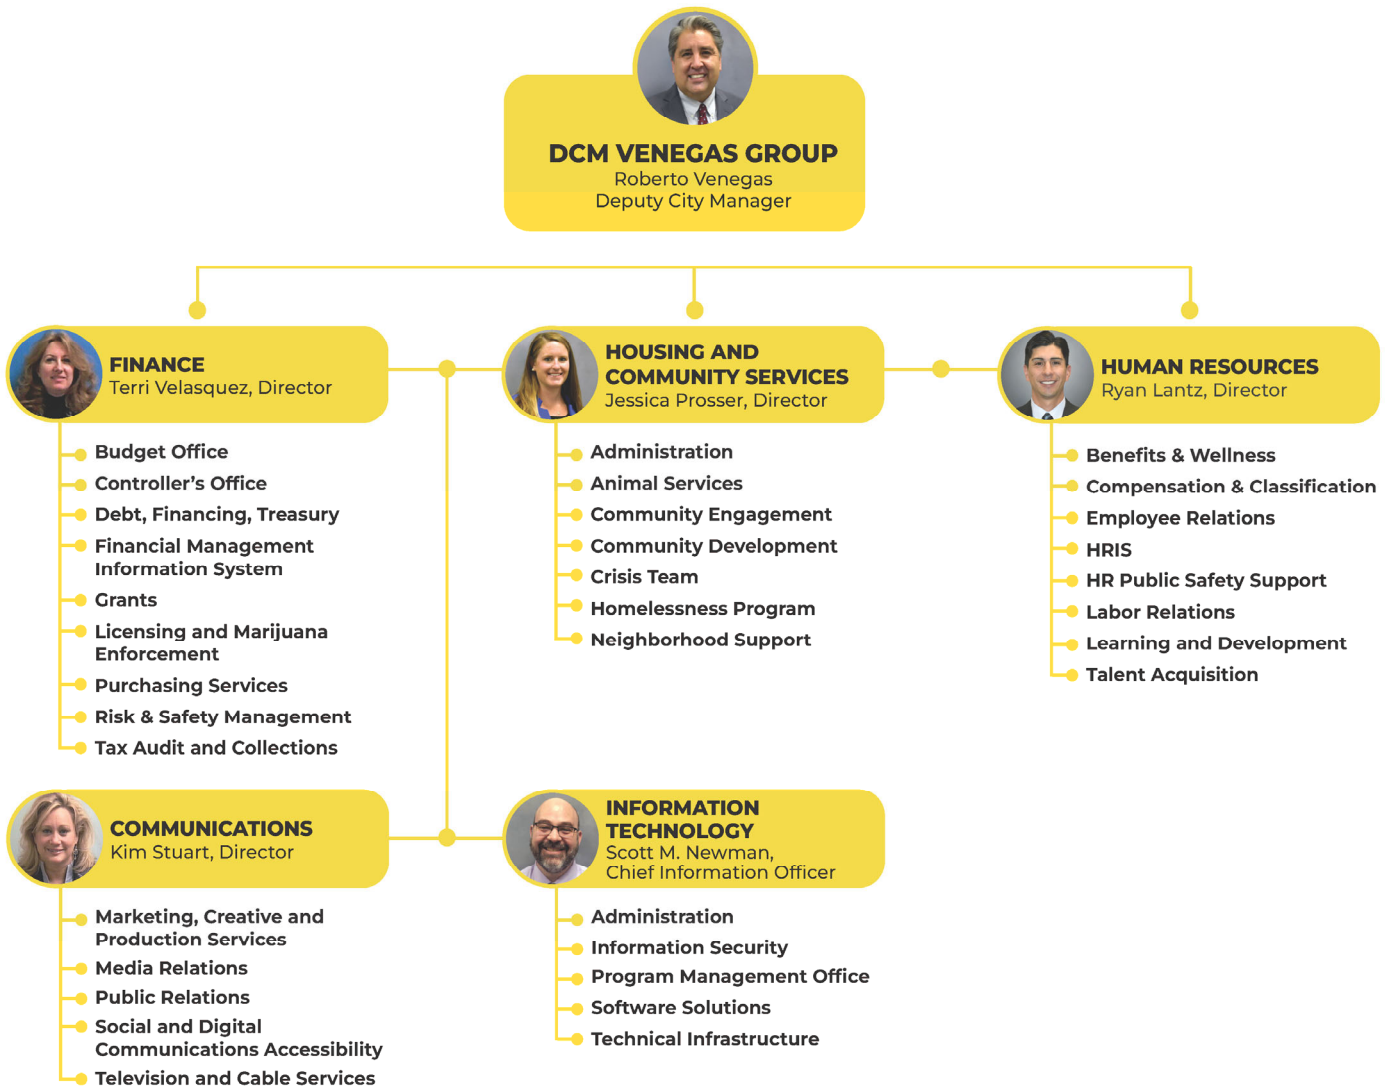 DCM VENEGAS GROUP
Roberto Venegas
Deputy City Manager
FINANCE
Terri Velasquez, Director
Budget Office
Controller’s Office
Debt, Financing, Treasury
Financial Management
Information System
Grants
Licensing and Marijuana
Enforcement
Purchasing Services
Risk & Safety Management
Tax Audit and Collections
HOUSING AND
COMMUNITY SERVICES
Jessica Prosser, Director
Administration
Animal Services
Community Engagement
Community Development
Crisis Team
Homelessness Program
Neighborhood Support
HUMAN RESOURCES
Ryan Lantz, Director
Benefits & Wellness
Compensation & Classification
Employee Relations
HRIS
HR Public Safety Support
Labor Relations
Learning and Development
Talent Acquisition
COMMUNICATIONS
Kim Stuart, Director
Marketing, Creative and
Production Services
Media Relations
Public Relations
Social and Digital
Communications Accessibility
Television and Cable Services
INFORMATION
TECHNOLOGY
Scott M. Newman,
Chief Information Officer
Administration
Information Security
Program Management Office
Software Solutions
Technical Infrastructure